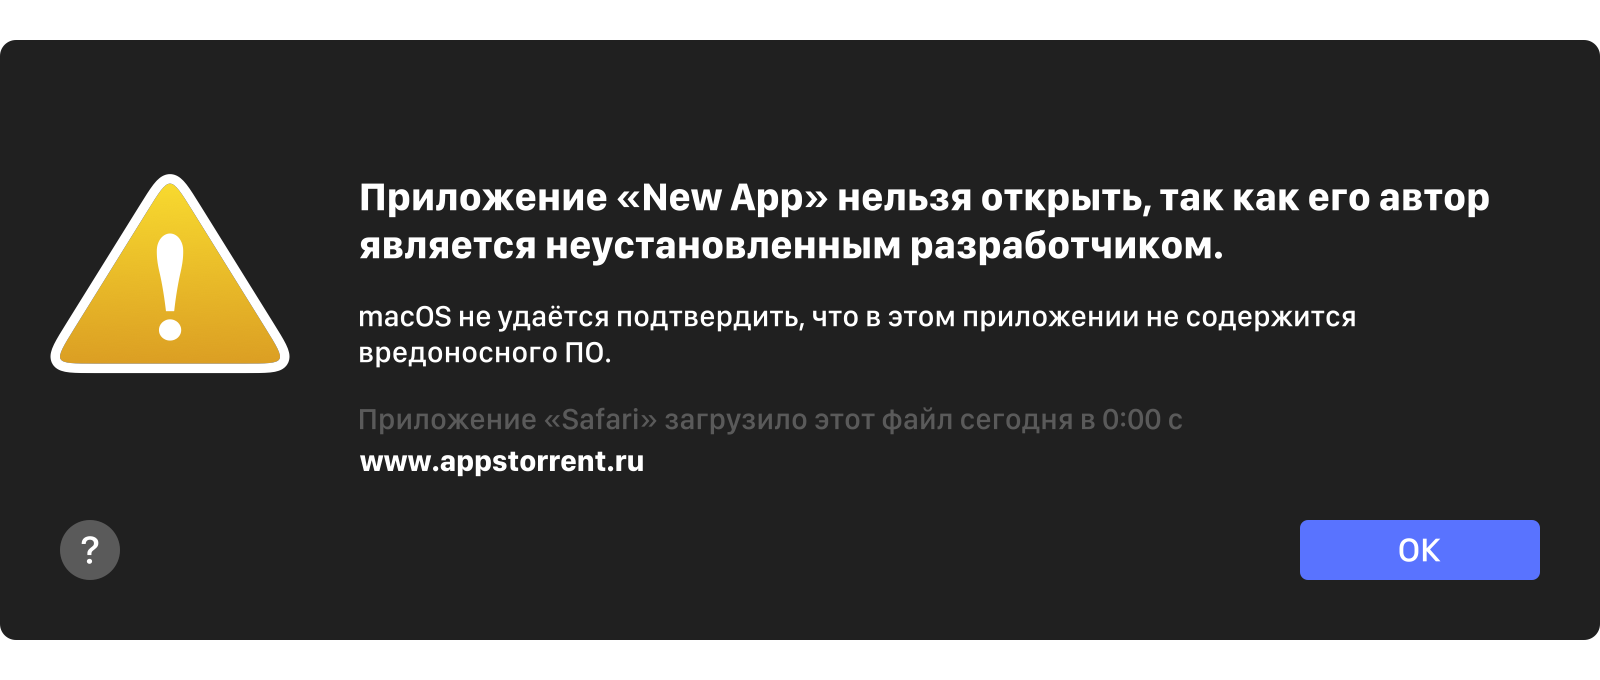 Приложение «New App» нельзя открыть, так как его автор
является неустановленным разработчиком.
macOS не удаётся подтвердить, что в этом приложении не содержится
вредоносного ПО.
Приложение «Safari» загрузило этот файл сегодня в 0:00 с
www.appstorrent.ru
?
OK